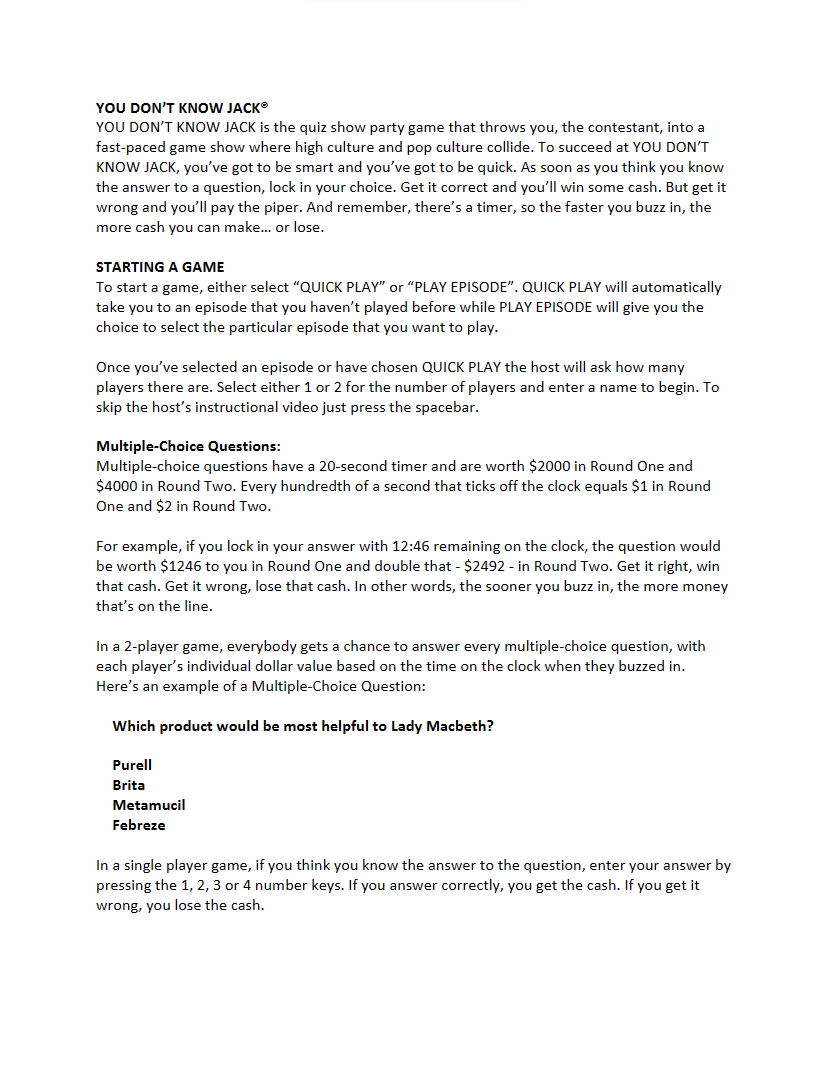 YOU DON’T KNOW JACK®
YOU DON’T KNOW JACK is the quiz show party game that throws you, the contestant, into a
fast-paced game show where high culture and pop culture collide. To succeed at YOU DON’T
KNOW JACK, you’ve got to be smart and you’ve got to be quick. As soon as you think you know
the answer to a question, lock in your choice. Get it correct and you’ll win some cash. But get it
wrong and you’ll pay the piper. And remember, there’s a timer, so the faster you buzz in, the
more cash you can make… or lose.
STARTING A GAME
To start a game, either select “QUICK PLAY” or “PLAY EPISODE”. QUICK PLAY will automatically
take you to an episode that you haven’t played before while PLAY EPISODE will give you the
choice to select the particular episode that you want to play.
Once you’ve selected an episode or have chosen QUICK PLAY the host will ask how many
players there are. Select either 1 or 2 for the number of players and enter a name to begin. To
skip the host’s instructional video just press the spacebar.
Multiple-Choice Questions:
Multiple-choice questions have a 20-second timer and are worth $2000 in Round One and
$4000 in Round Two. Every hundredth of a second that ticks off the clock equals $1 in Round
One and $2 in Round Two.
For example, if you lock in your answer with 12:46 remaining on the clock, the question would
be worth $1246 to you in Round One and double that - $2492 - in Round Two. Get it right, win
that cash. Get it wrong, lose that cash. In other words, the sooner you buzz in, the more money
that’s on the line.
In a 2-player game, everybody gets a chance to answer every multiple-choice question, with
each player’s individual dollar value based on the time on the clock when they buzzed in.
Here’s an example of a Multiple-Choice Question:
Which product would be most helpful to Lady Macbeth?
Purell
Brita
Metamucil
Febreze
In a single player game, if you think you know the answer to the question, enter your answer by
pressing the 1, 2, 3 or 4 number keys. If you answer correctly, you get the cash. If you get it
wrong, you lose the cash.